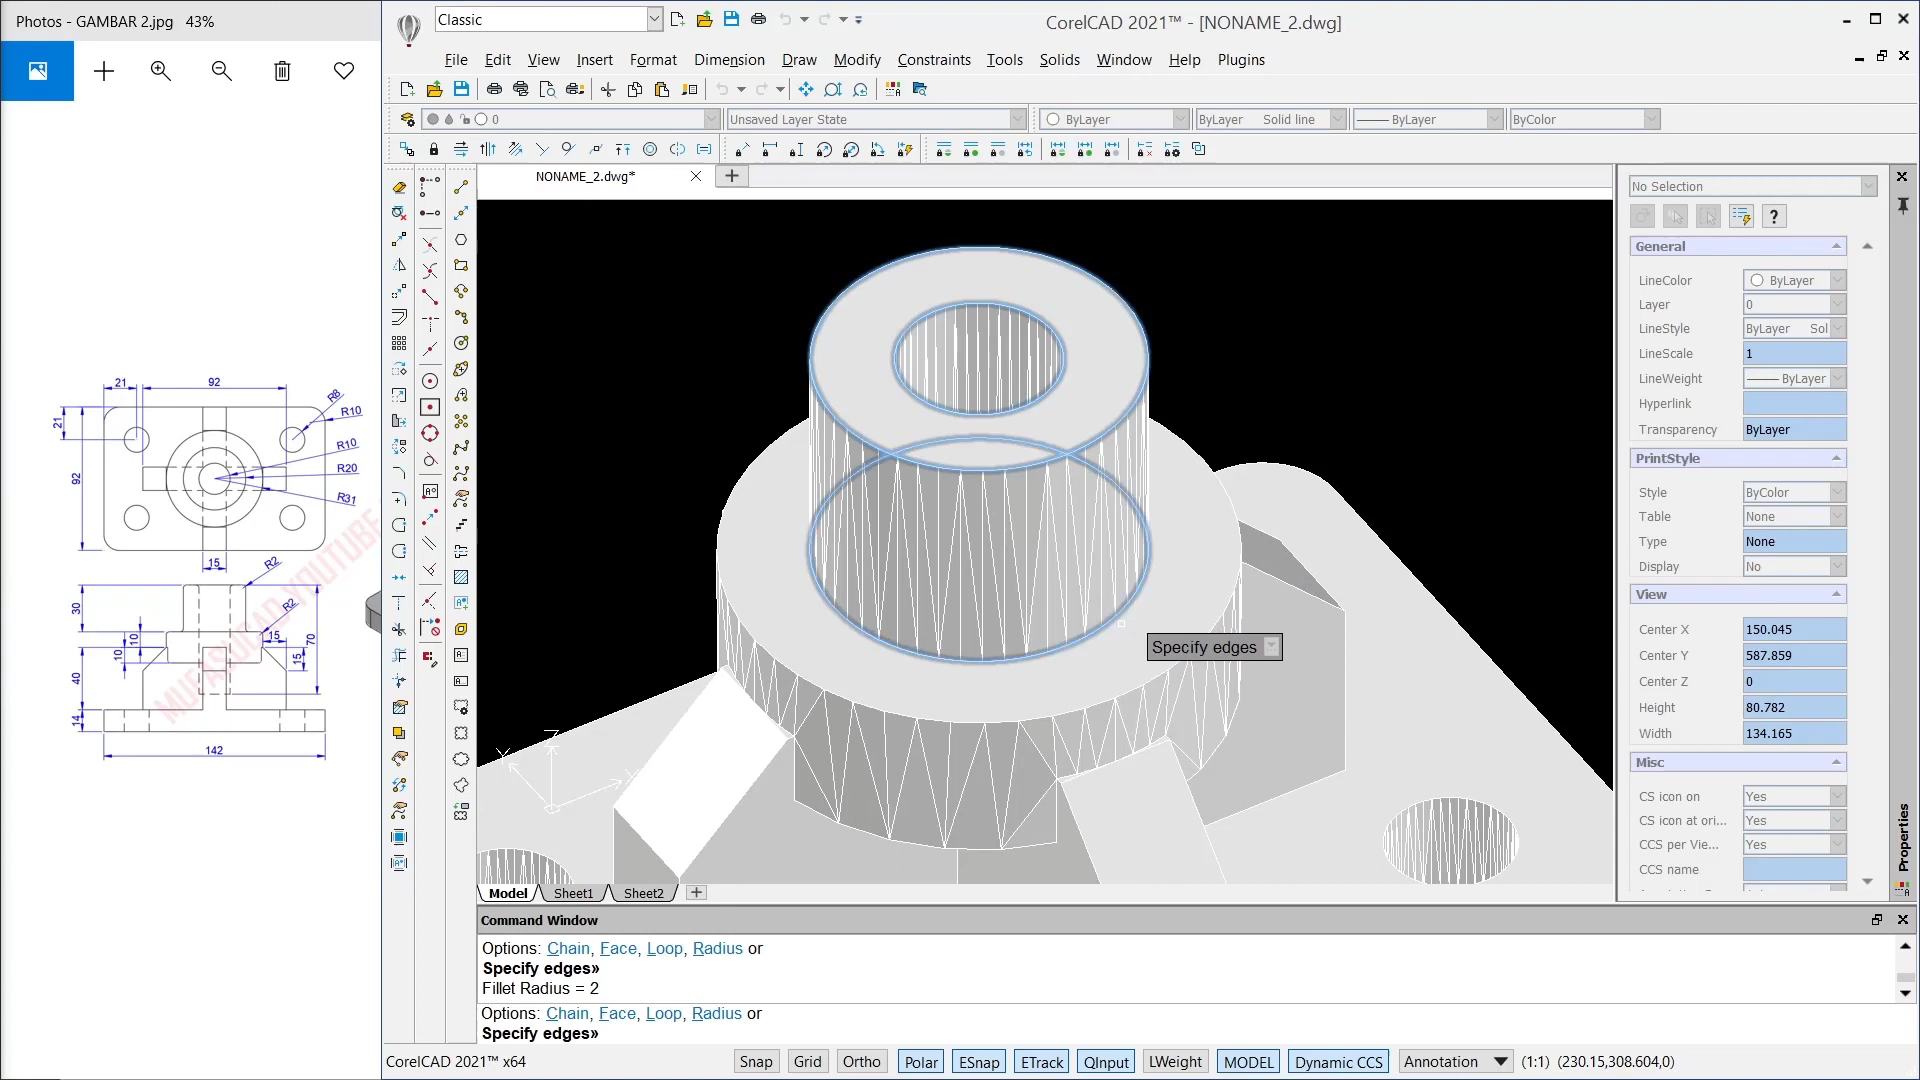 Photos - GAMBAR 2.jpg 43%
Classic
CorelCAD 2021™ - [NONAME_2.dwg]
File Edit View Insert Format Dimension Draw Modify Constraints Tools Solids Window Help Plugins
0
Unsaved Layer State
ByLayer
ByLayer Solid line
ByLayer
ByColor
NONAME_2.dwg*
No Selection
General
LineColor ByLayer
Layer 0
LineStyle ByLayer Sol
LineScale 1
LineWeight ByLayer
Hyperlink
Transparency ByLayer
PrintStyle
Style ByColor
Table None
Type None
Display No
View
Center X 150.045
Center Y 587.859
Center Z 0
Height 80.782
Width 134.165
Misc
CS icon on Yes
CS icon at ori... Yes
CCS per Vie... Yes
CCS name
Properties
21 92 R8
R10
21
R10
92
R20
R31
15
R2
30
R2
10
15
10
15
70
40
14
142
MUFASUCAD YOUTUBE
Specify edges
Z
Y
X
Model Sheet1 Sheet2
Command Window
Options: Chain, Face, Loop, Radius or
Specify edges»
Fillet Radius = 2
Options: Chain, Face, Loop, Radius or
Specify edges»
CorelCAD 2021™ x64
Snap Grid Ortho Polar ESnap ETrack QInput LWeight MODEL Dynamic CCS Annotation (1:1) (230.15,308.604,0)